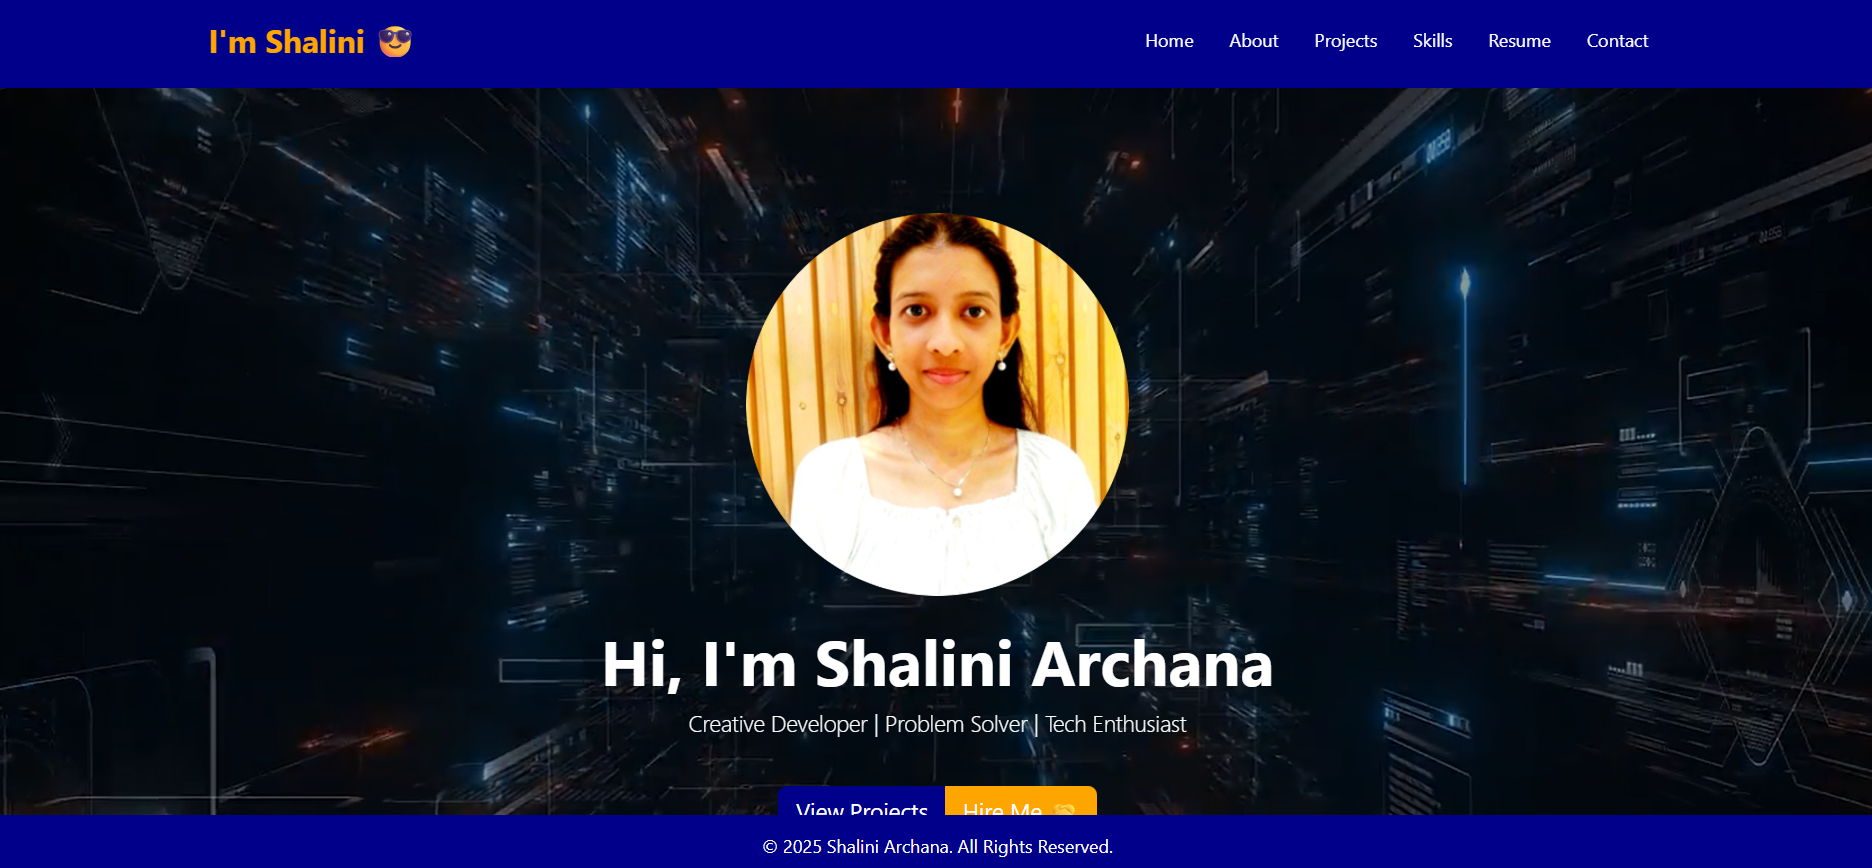 I'm Shalini 😎
Home About Projects Skills Resume Contact
Hi, I'm Shalini Archana
Creative Developer | Problem Solver | Tech Enthusiast
View Projects Hire Me
© 2025 Shalini Archana. All Rights Reserved.